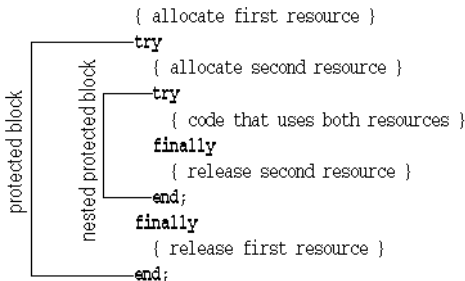 { allocate first resource }
try
{ allocate second resource }
try
{ code that uses both resources }
finally
{ release second resource }
end;
finally
{ release first resource }
end;
protected block
nested protected block